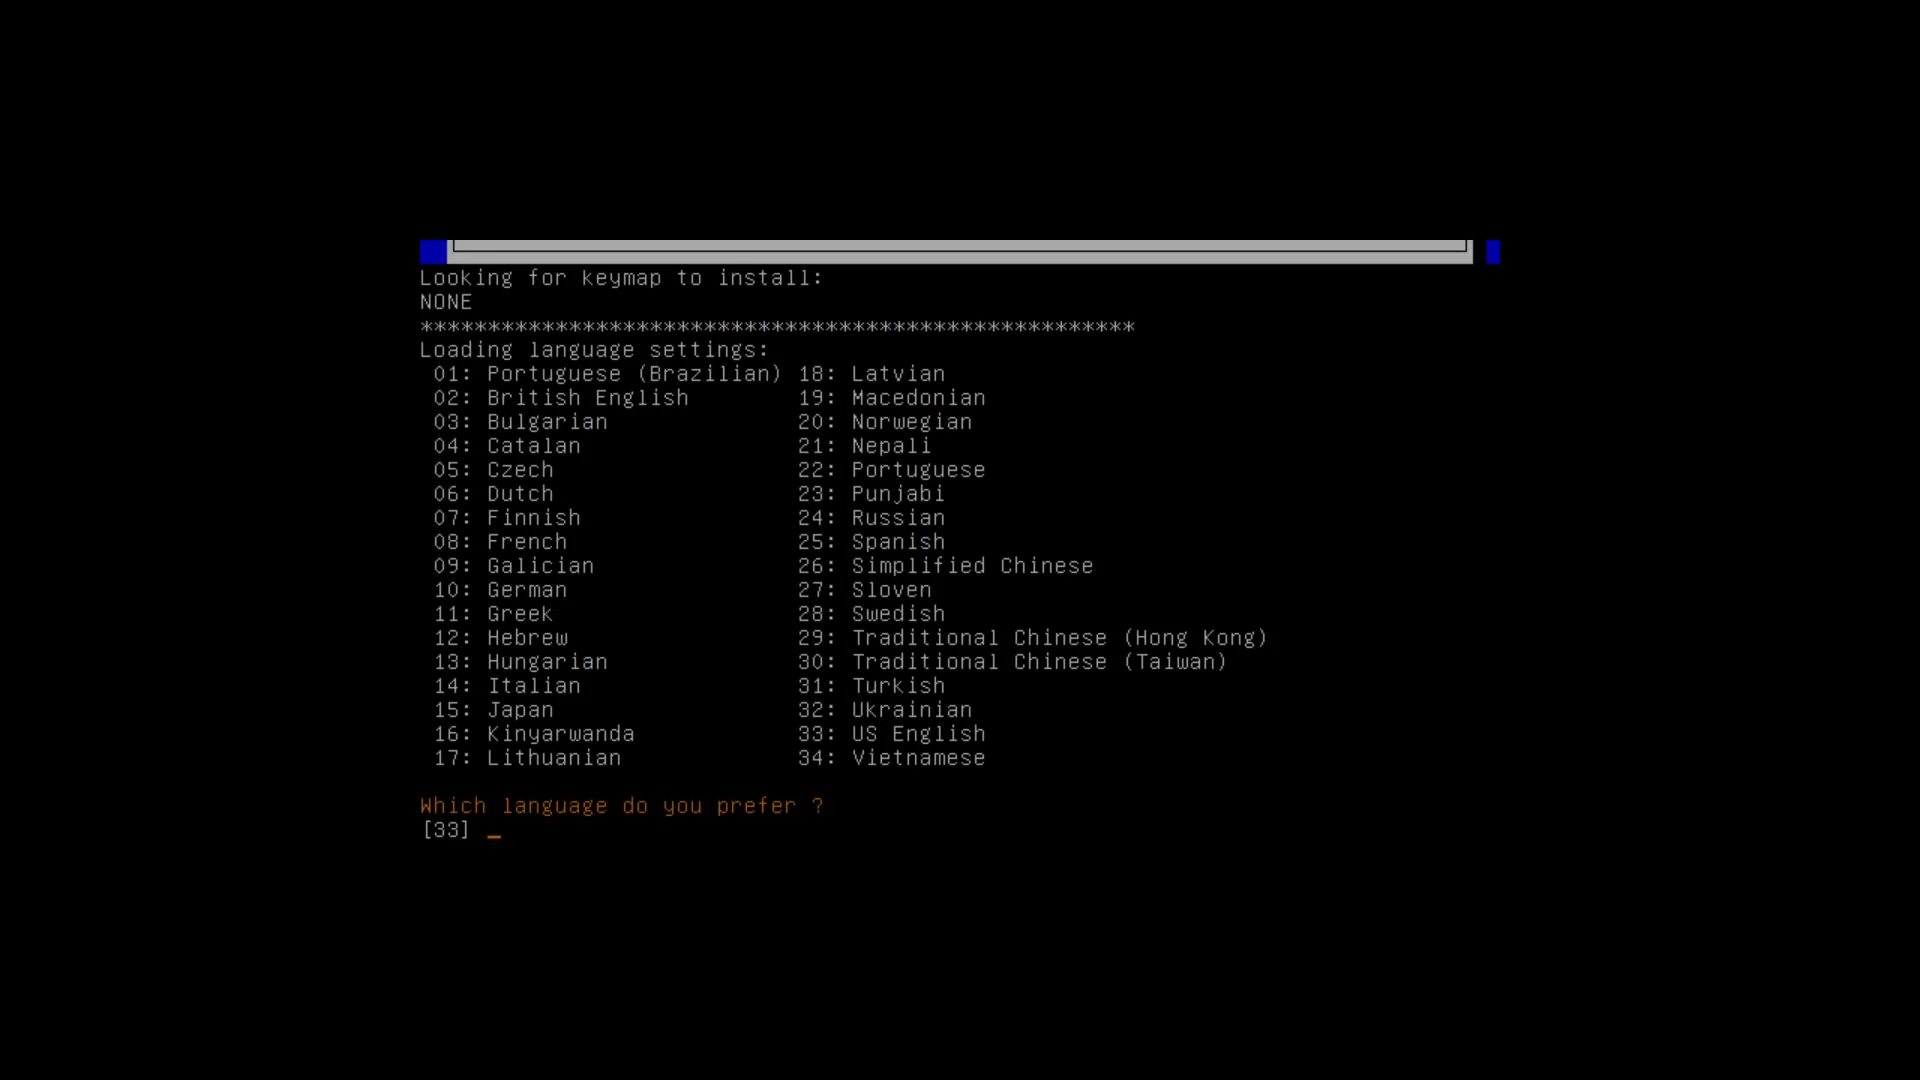 Looking for keymap to install:
NONE
*****************************************************
Loading language settings:
01: Portuguese (Brazilian) 18: Latvian
02: British English 19: Macedonian
03: Bulgarian 20: Norwegian
04: Catalan 21: Nepali
05: Czech 22: Portuguese
06: Dutch 23: Punjabi
07: Finnish 24: Russian
08: French 25: Spanish
09: Galician 26: Simplified Chinese
10: German 27: Sloven
11: Greek 28: Swedish
12: Hebrew 29: Traditional Chinese (Hong Kong)
13: Hungarian 30: Traditional Chinese (Taiwan)
14: Italian 31: Turkish
15: Japan 32: Ukrainian
16: Kinyarwanda 33: US English
17: Lithuanian 34: Vietnamese
Which language do you prefer ?
[33] _